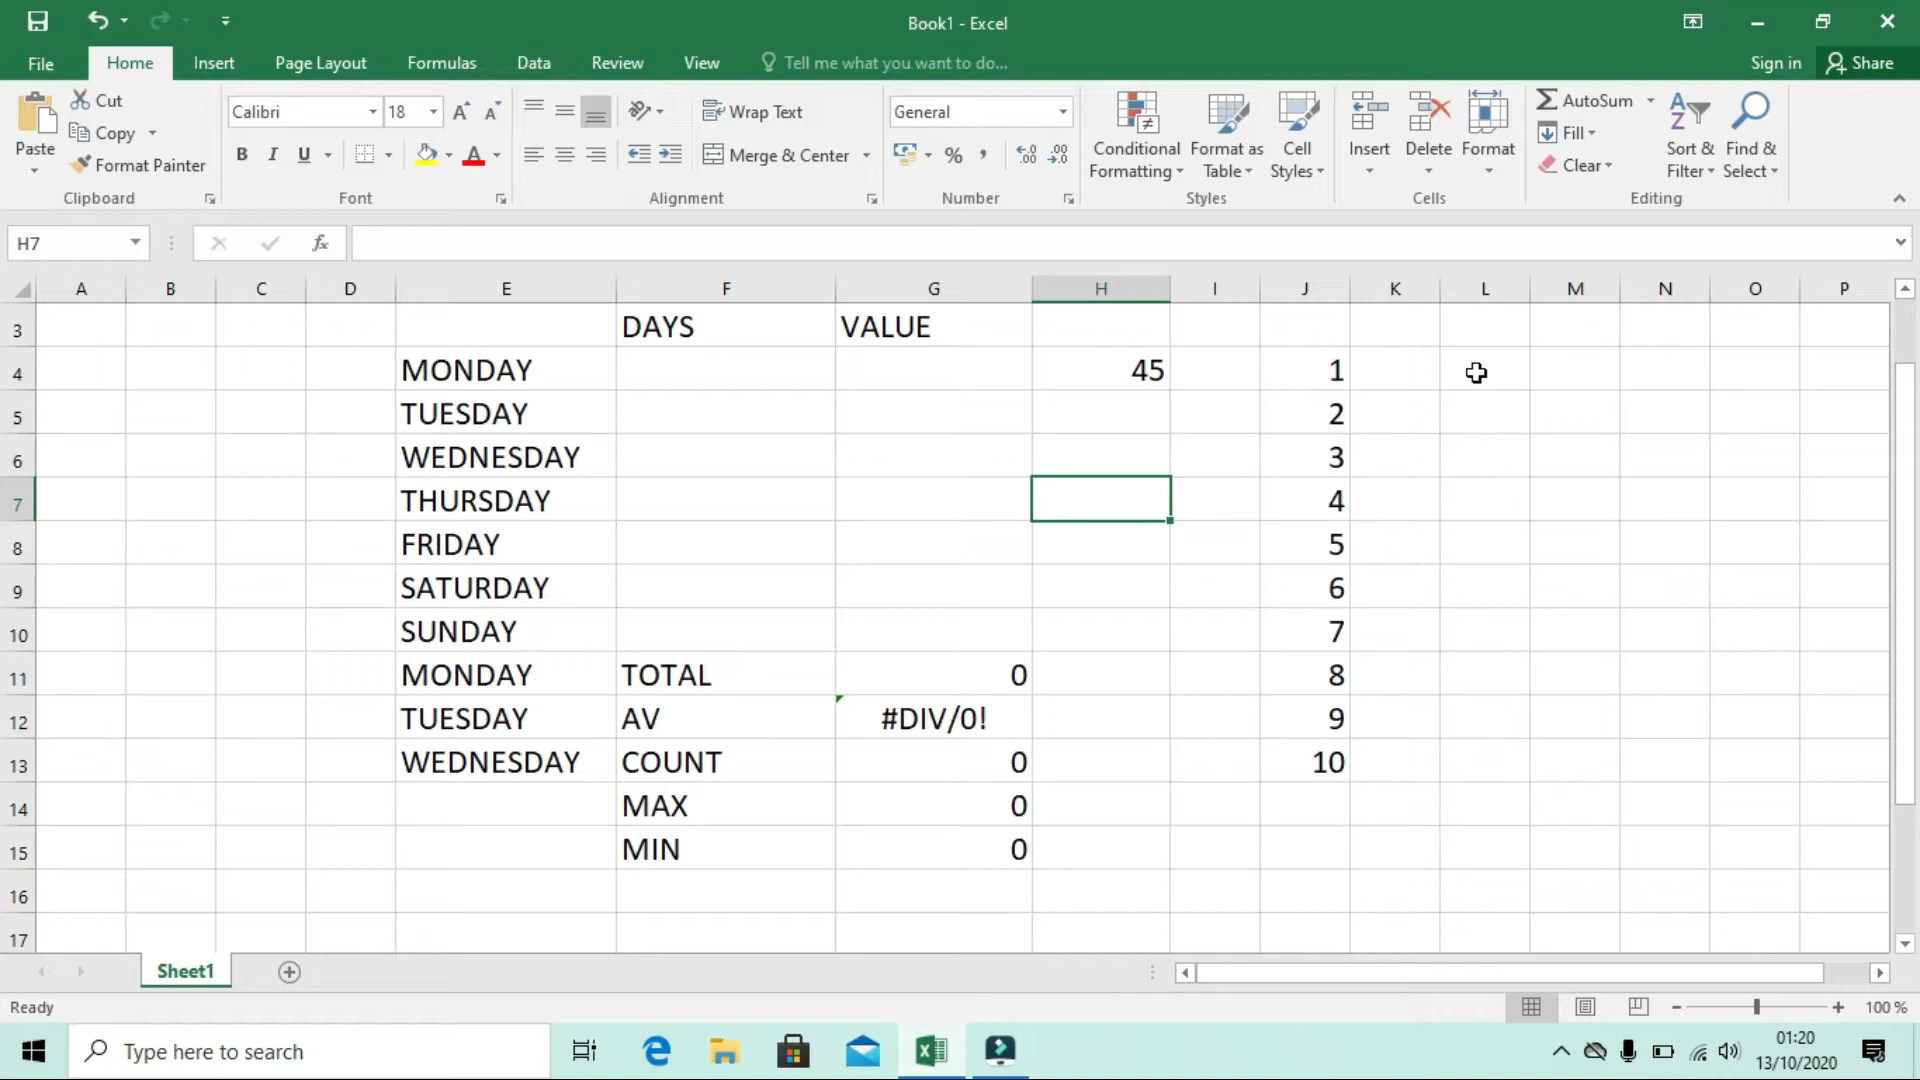 Book1 - Excel
File Home Insert Page Layout Formulas Data Review View Tell me what you want to do... Sign in Share
Paste Cut Copy Format Painter Clipboard
Calibri 18 A A B I U A Font
Wrap Text Merge & Center Alignment
General % , .00 .00 Number
Conditional Formatting Format as Table Cell Styles Styles
Insert Delete Format Cells
AutoSum Fill Clear Sort & Filter Find & Select Editing
H7 fx
A B C D E F G H I J K L M N O P
3 DAYS VALUE
4 MONDAY 45 1
5 TUESDAY 2
6 WEDNESDAY 3
7 THURSDAY 4
8 FRIDAY 5
9 SATURDAY 6
10 SUNDAY 7
11 MONDAY TOTAL 0 8
12 TUESDAY AV #DIV/0! 9
13 WEDNESDAY COUNT 0 10
14 MAX 0
15 MIN 0
16
17
Sheet1
Ready 100 %
Type here to search 01:20
13/10/2020